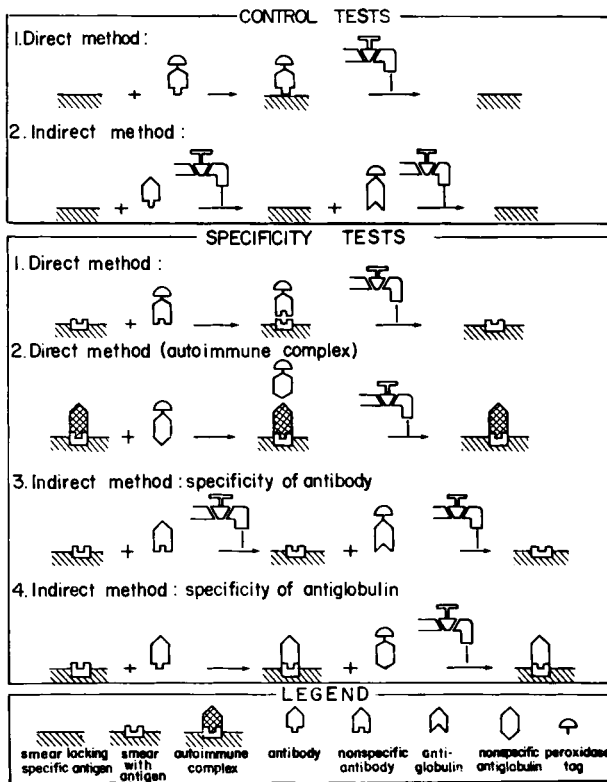 CONTROL TESTS
1. Direct method :
2. Indirect method :
SPECIFICITY TESTS
1. Direct method :
2. Direct method (autoimmune complex)
3. Indirect method : specificity of antibody
4. Indirect method : specificity of antiglobulin
LEGEND
smear lacking specific antigen
smear with antigen
autoimmune complex
antibody
nonspecific antibody
anti-globulin
nonspecific antiglobulin
peroxidase tag